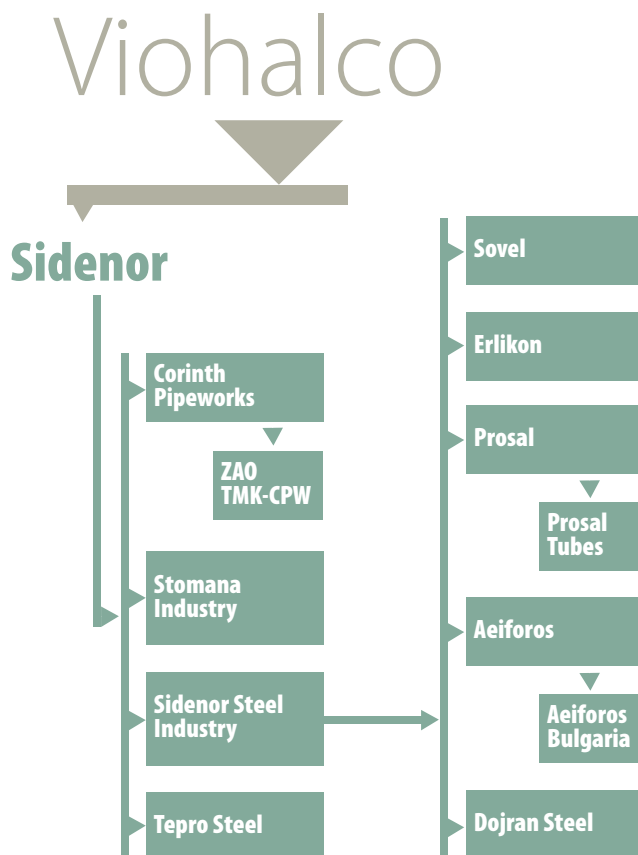 Viohalco
Sidenor
Corinth
Pipeworks
ZAO
TMK-CPW
Stomana
Industry
Sidenor Steel
Industry
Tepro Steel
Sovel
Erlikon
Prosal
Prosal
Tubes
Aeiforos
Aeiforos
Bulgaria
Dojran Steel